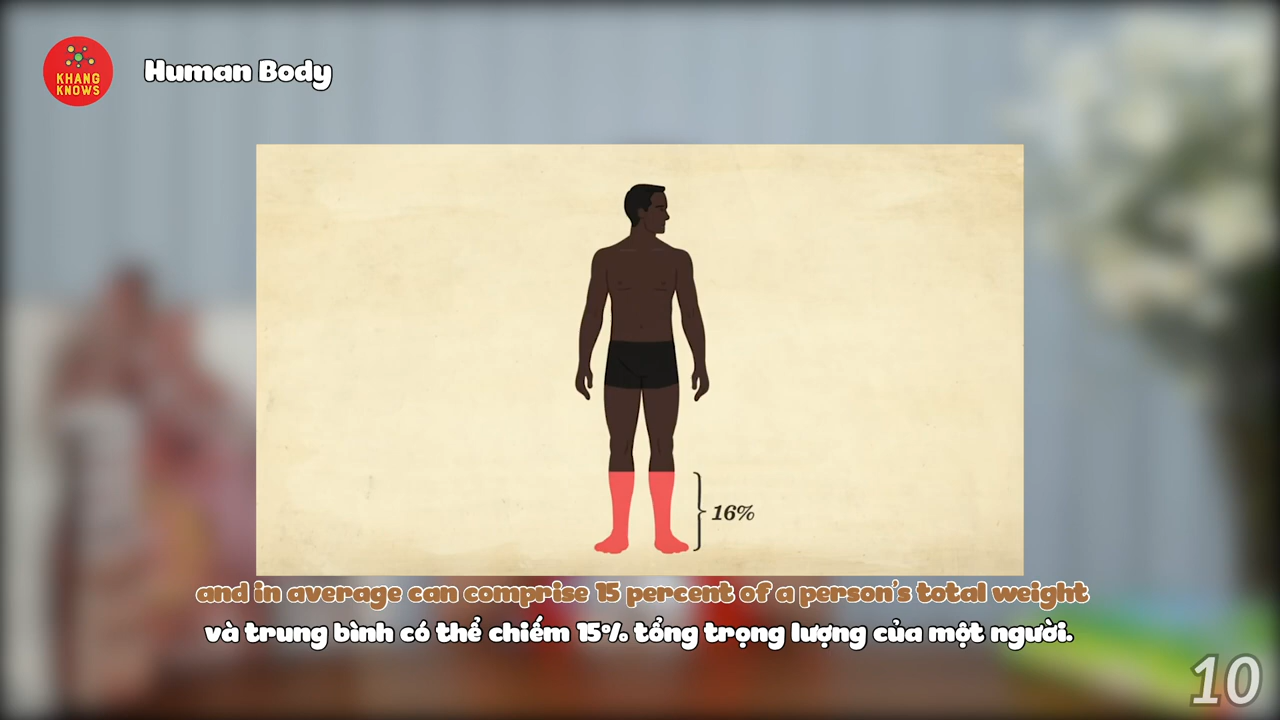 KHANG
KNOWS
Human Body
16%
and in average can comprise 15 percent of a person's total weight
và trung bình có thể chiếm 15% tổng trọng lượng của một người.
10